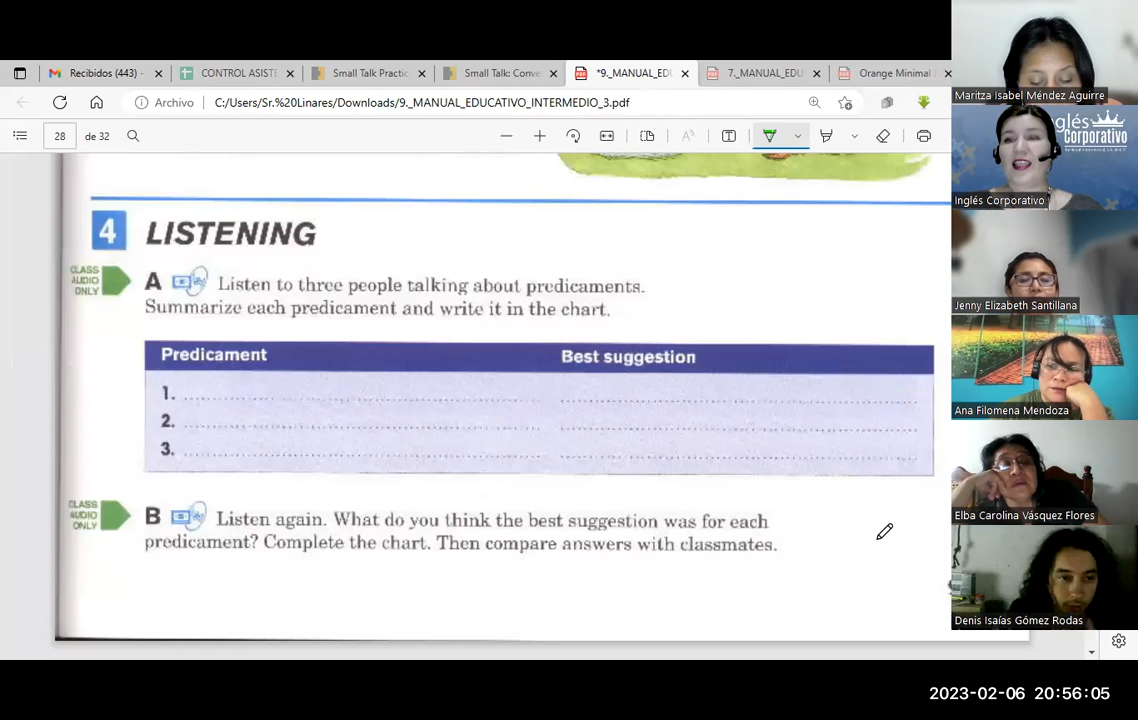 Recibidos (443) -
CONTROL ASIST
Small Talk Practic
Small Talk: Conve
*9._MANUAL_EDU
7._MANUAL_EDU
Orange Minimal
Archivo
C:/Users/Sr.%20Linares/Downloads/9._MANUAL_EDUCATIVO_INTERMEDIO_3.pdf
28
de 32
4 LISTENING
CLASS
AUDIO
ONLY
A Listen to three people talking about predicaments.
Summarize each predicament and write it in the chart.
Predicament Best suggestion
1.
2.
3.
CLASS
AUDIO
ONLY
B Listen again. What do you think the best suggestion was for each
predicament? Complete the chart. Then compare answers with classmates.
Maritza Isabel Méndez Aguirre
glés
Corporativo
Inglés Corporativo
Jenny Elizabeth Santillana
Ana Filomena Mendoza
Elba Carolina Vásquez Flores
Denis Isaías Gómez Rodas
2023-02-06 20:56:05